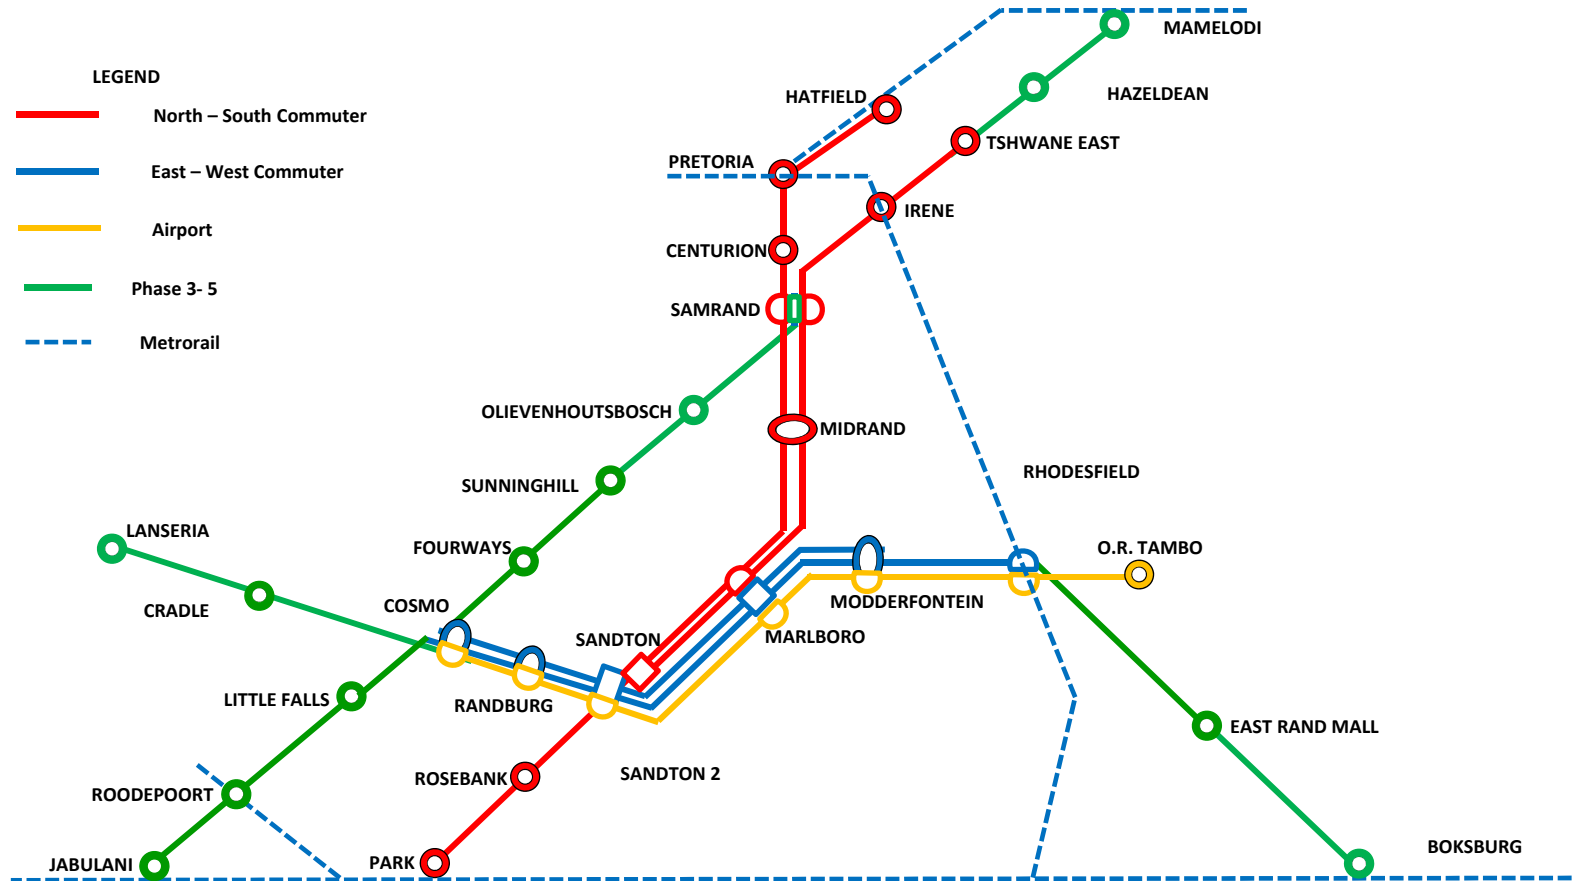 MAMELODI
LEGEND
HATFIELD
HAZELDEAN
North – South Commuter
TSHWANE EAST
PRETORIA
East – West Commuter
IRENE
Airport
CENTURION
Phase 3- 5
SAMRAND
Metrorail
OLIEVENHOUTSBOSCH
MIDRAND
RHODESFIELD
SUNNINGHILL
LANSERIA
FOURWAYS
O.R. TAMBO
CRADLE
COSMO
MODDERFONTEIN
SANDTON
MARLBORO
LITTLE FALLS
RANDBURG
EAST RAND MALL
ROSEBANK
SANDTON 2
ROODEPOORT
BOKSBURG
JABULANI
PARK